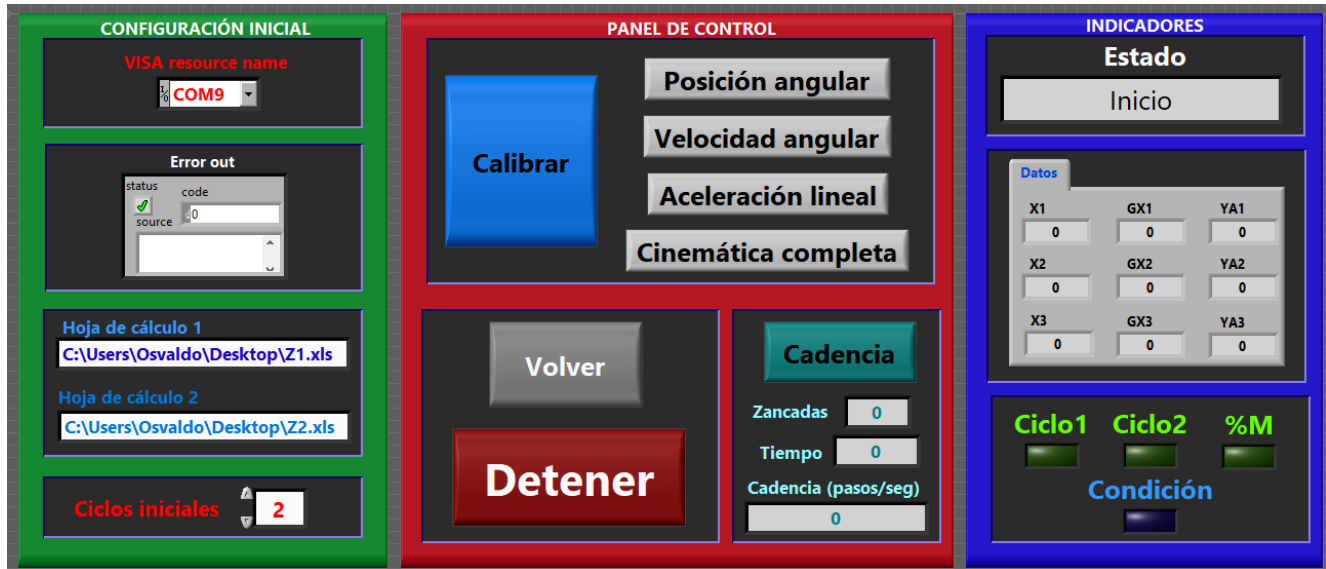 CONFIGURACIÓN INICIAL
VISA resource name
I/O COM9
Error out
status
code
d 0
source
Hoja de cálculo 1
C:\Users\Osvaldo\Desktop\Z1.xls
Hoja de cálculo 2
C:\Users\Osvaldo\Desktop\Z2.xls
Ciclos iniciales 2
PANEL DE CONTROL
Calibrar
Posición angular
Velocidad angular
Aceleración lineal
Cinemática completa
Volver
Detener
Cadencia
Zancadas 0
Tiempo 0
Cadencia (pasos/seg)
0
INDICADORES
Estado
Inicio
Datos
X1 GX1 YA1
0 0 0
X2 GX2 YA2
0 0 0
X3 GX3 YA3
0 0 0
Ciclo1 Ciclo2 %M
Condición